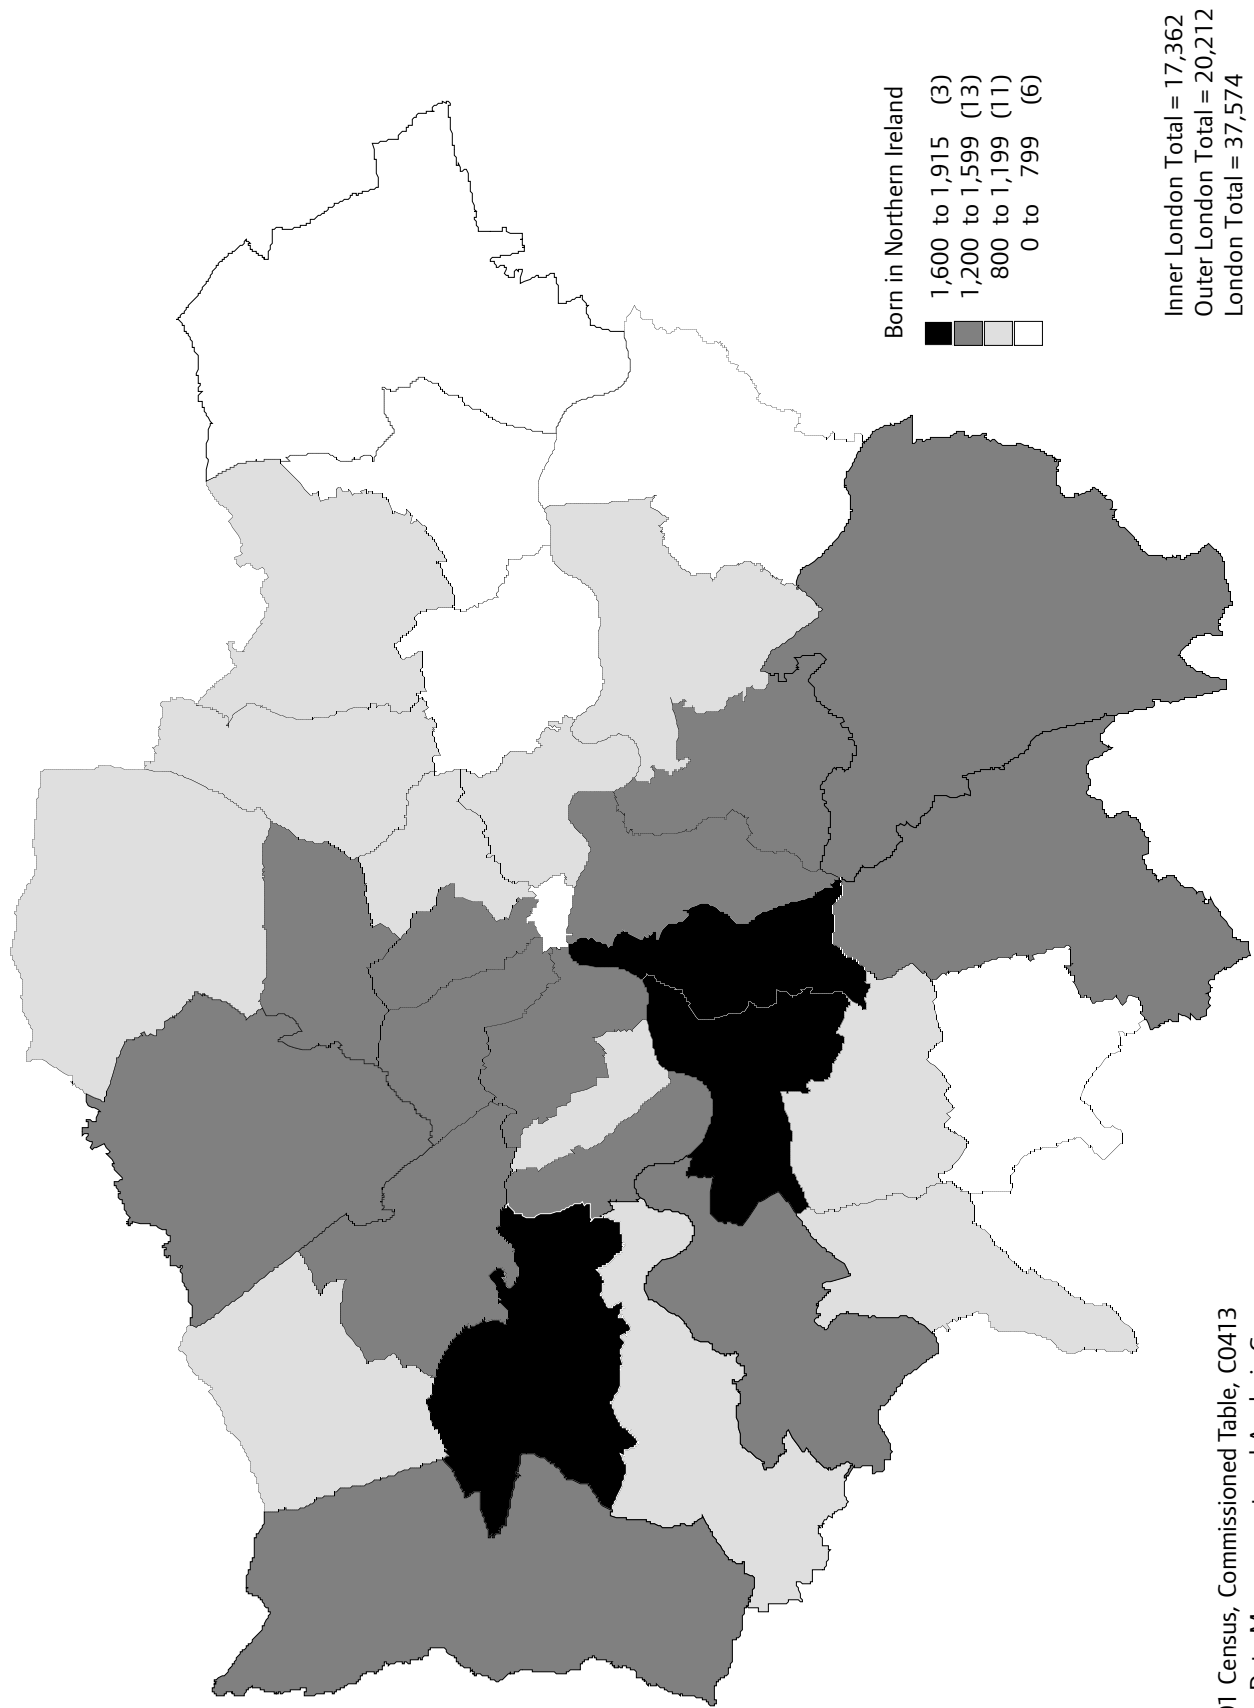 Born in Northern Ireland
1,600 to 1,915 (3)
1,200 to 1,599 (13)
800 to 1,199 (11)
0 to 799 (6)
Inner London Total = 17,362
Outer London Total = 20,212
London Total = 37,574
Census, Commissioned Table, C0413